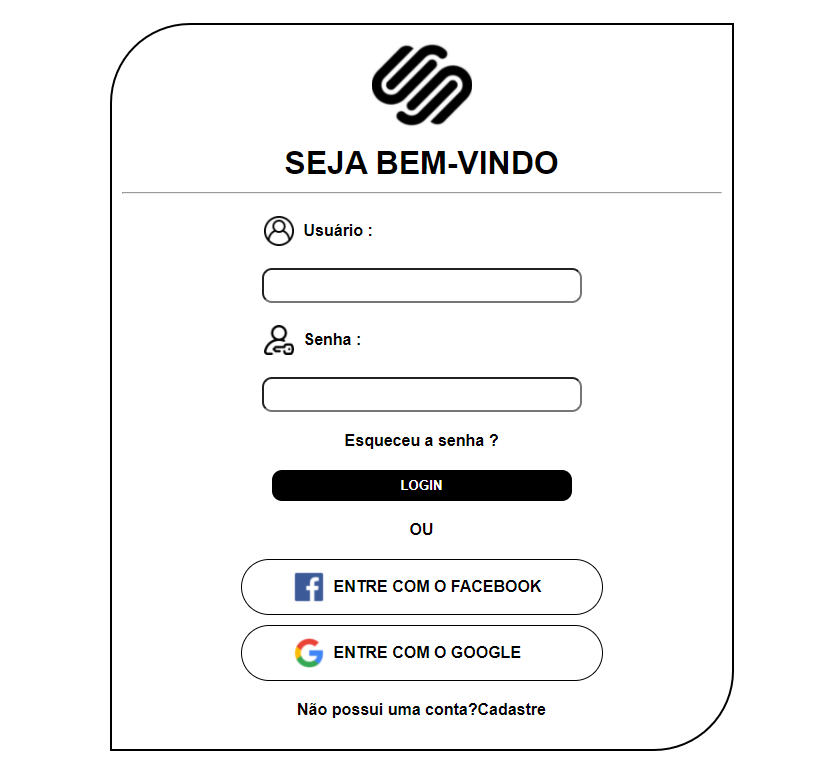 SEJA BEM-VINDO
Usuário :
Senha :
Esqueceu a senha ?
LOGIN
OU
ENTRE COM O FACEBOOK
ENTRE COM O GOOGLE
Não possui uma conta?Cadastre